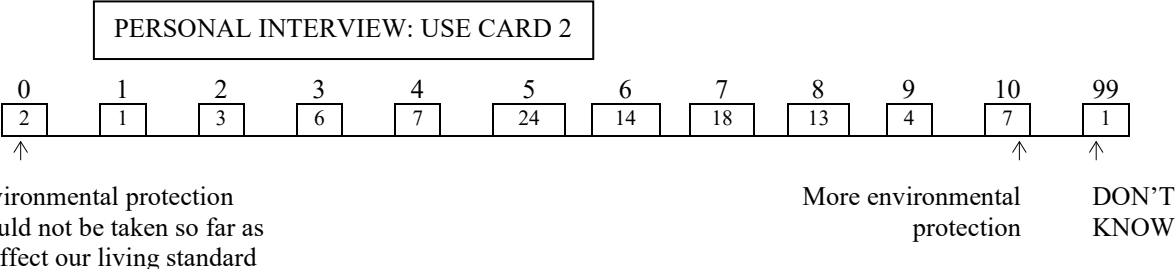 PERSONAL INTERVIEW: USE CARD 2
0 1 2 3 4 5 6 7 8 9 10 99
2 1 3 6 7 24 14 18 13 4 7 1
vironmental protection More environmental DON'T
uld not be taken so far as protection KNOW
ffect our living standard